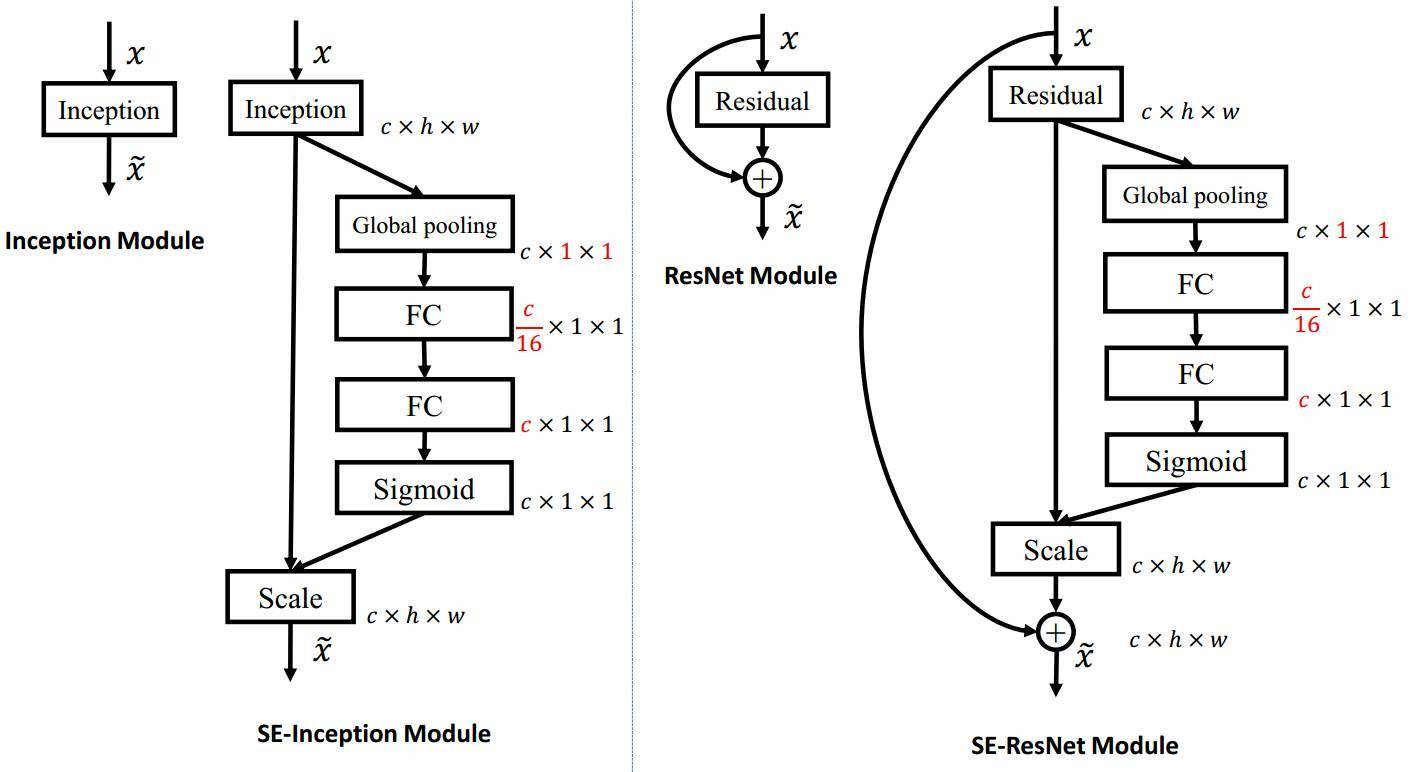 x
Inception
x̃
Inception Module
x
Inception
c × h × w
Global pooling
c × 1 × 1
FC
c/16 × 1 × 1
FC
c × 1 × 1
Sigmoid
c × 1 × 1
Scale
c × h × w
x̃
SE-Inception Module
x
Residual
+
x̃
ResNet Module
x
Residual
c × h × w
Global pooling
c × 1 × 1
FC
c/16 × 1 × 1
FC
c × 1 × 1
Sigmoid
c × 1 × 1
Scale
c × h × w
+
c × h × w
x̃
SE-ResNet Module